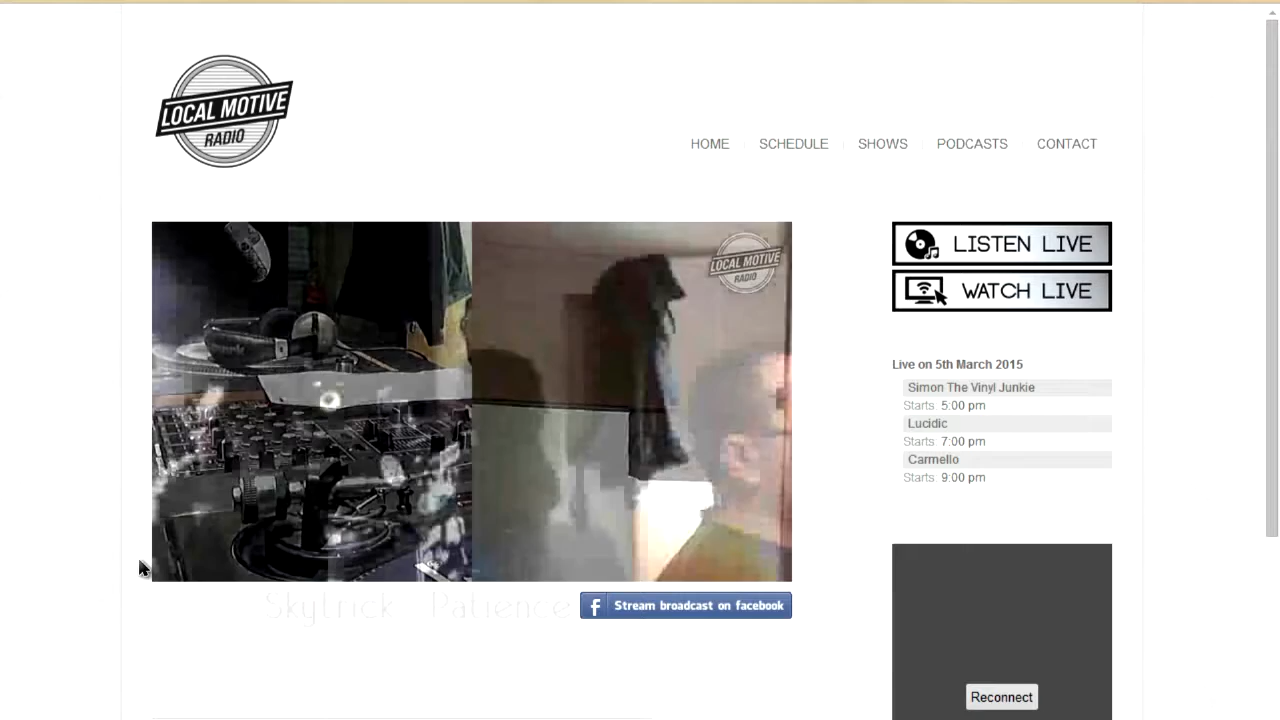 LOCAL MOTIVE
RADIO
HOME SCHEDULE SHOWS PODCASTS CONTACT
LOCAL MOTIVE
RADIO
LISTEN LIVE
WATCH LIVE
Live on 5th March 2015
Simon The Vinyl Junkie
Starts: 5:00 pm
Lucidic
Starts: 7:00 pm
Carmello
Starts: 9:00 pm
Skytrick Patience
f Stream broadcast on facebook
Reconnect